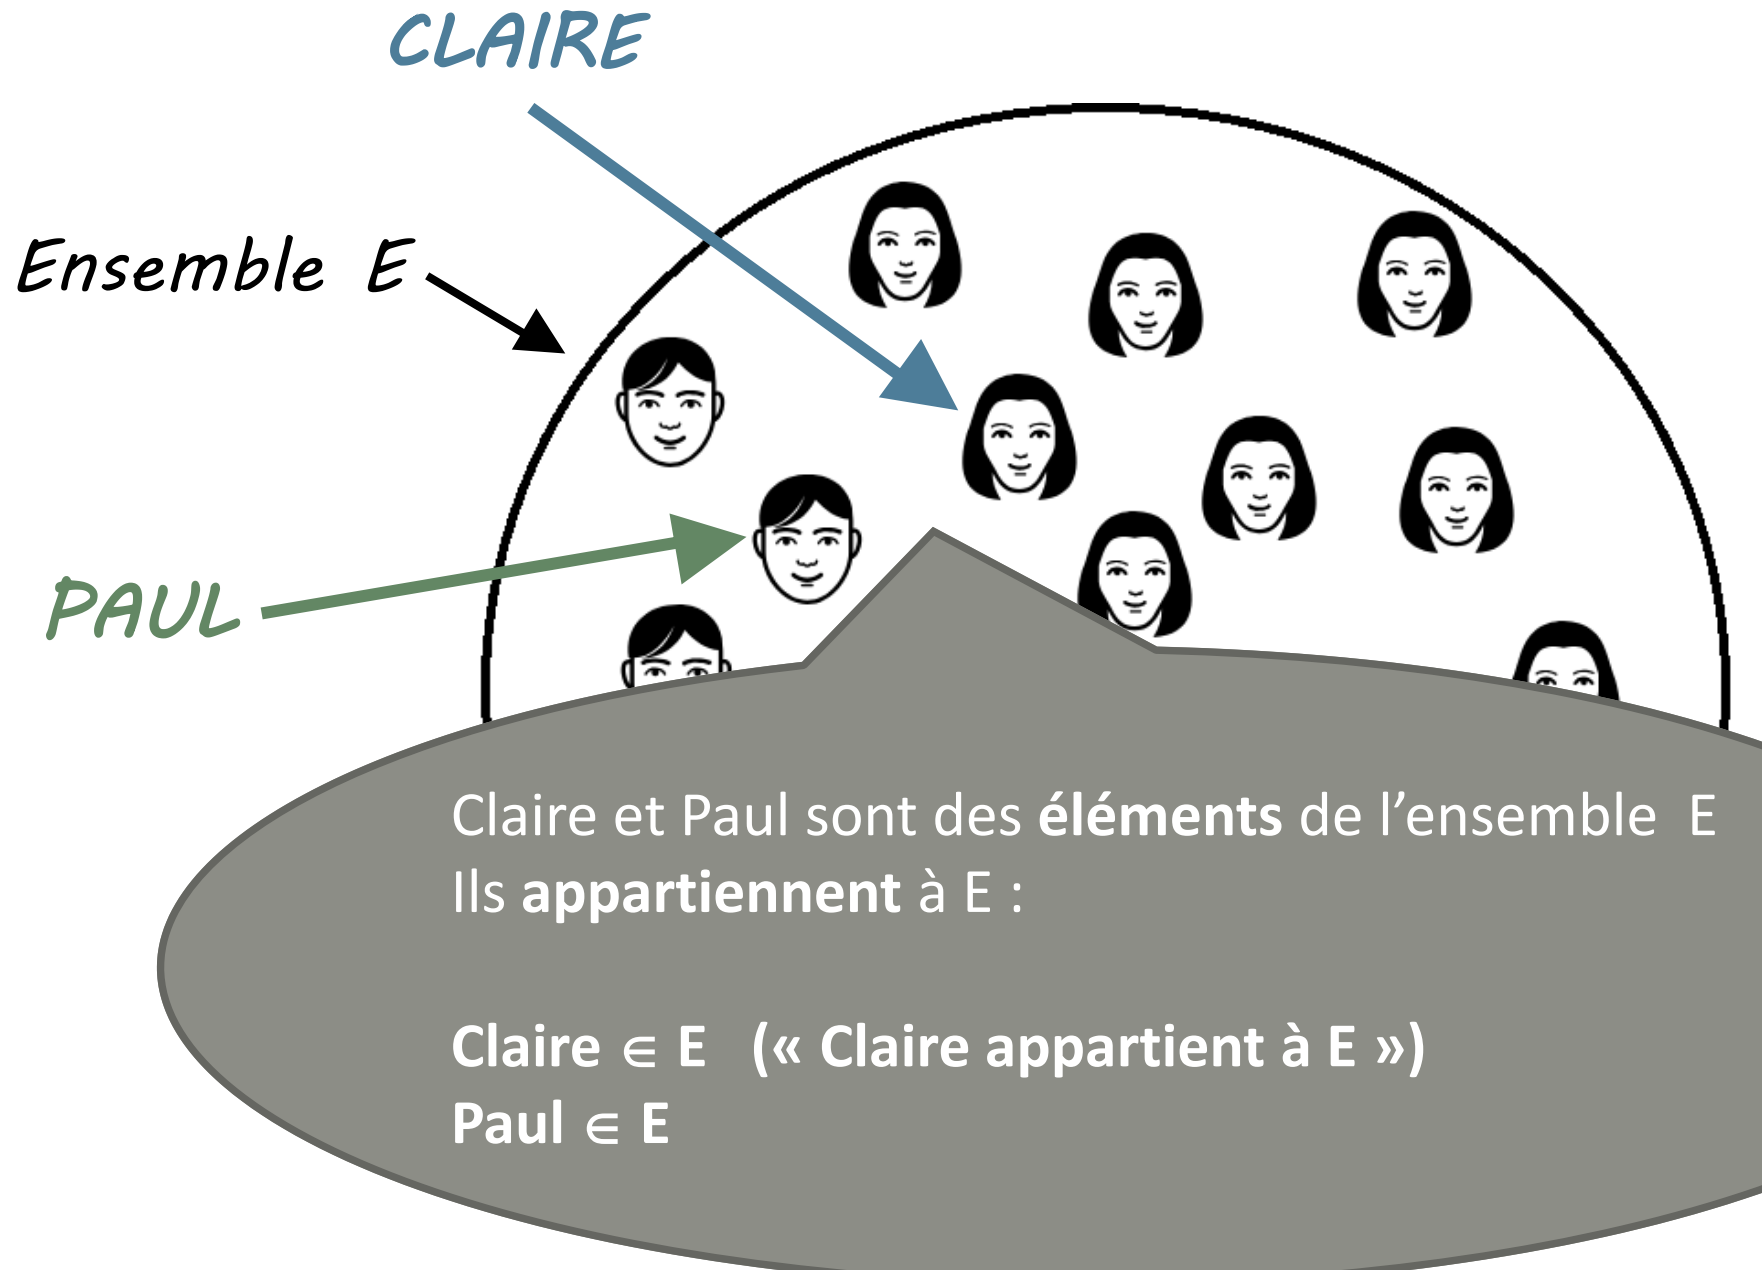 CLAIRE
Ensemble E
PAUL
Claire et Paul sont des éléments de l’ensemble E
Ils appartiennent à E :
Claire ∈ E (« Claire appartient à E »)
Paul ∈ E